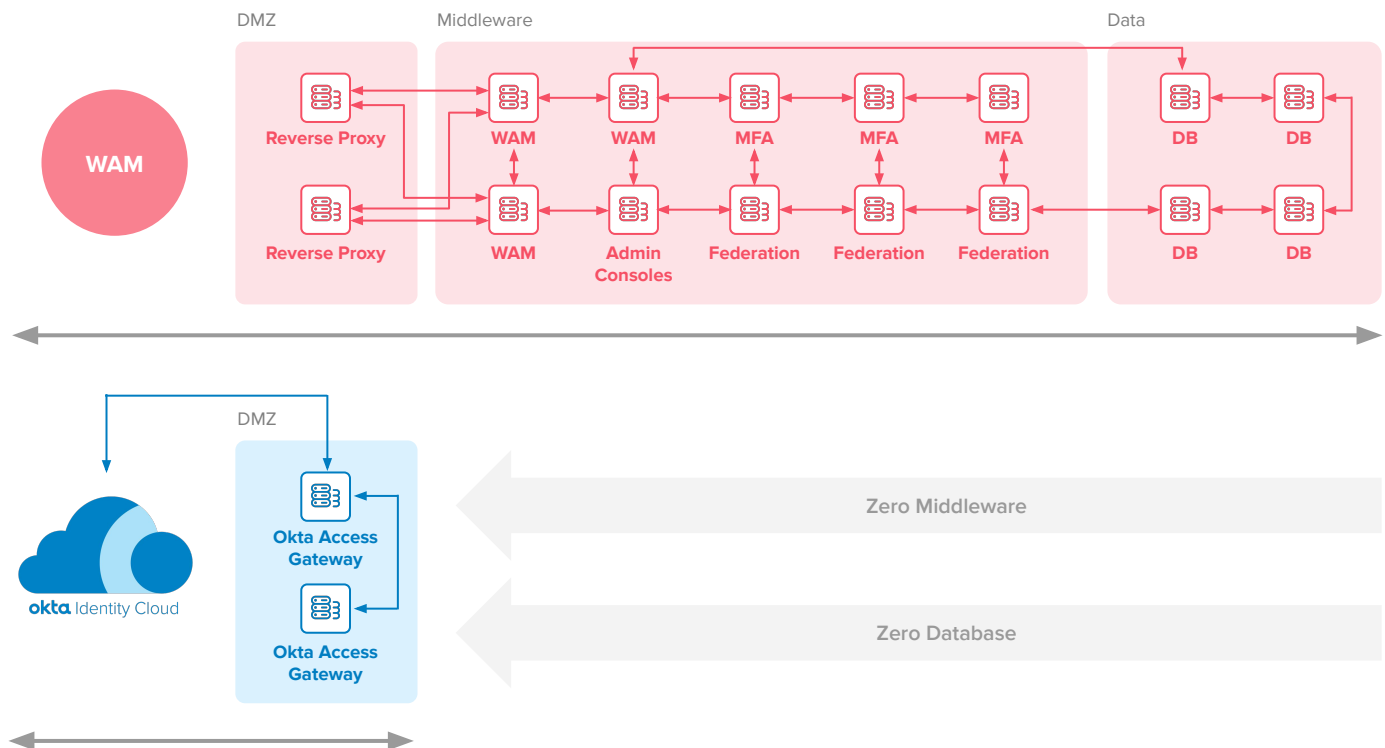 DMZ Middleware Data
WAM
Reverse Proxy WAM WAM MFA MFA MFA DB DB
Reverse Proxy WAM Admin Federation Federation Federation DB DB
Consoles
DMZ
Zero Middleware
Okta Access
Gateway
okta Identity Cloud
Zero Database
Okta Access
Gateway